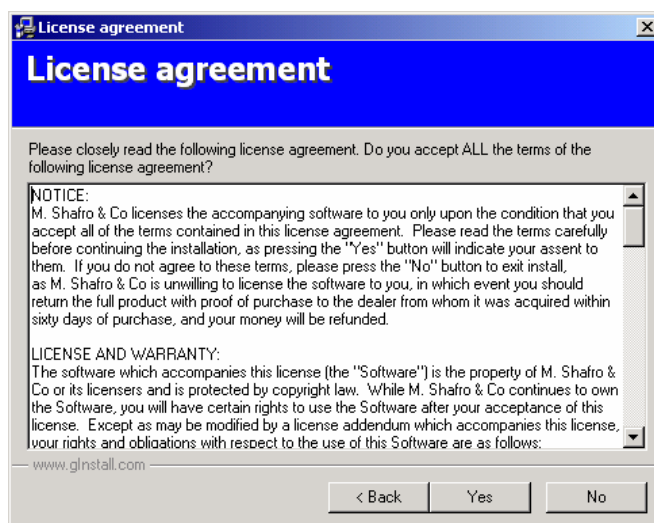 License agreement
License agreement
Please closely read the following license agreement. Do you accept ALL the terms of the
following license agreement?
NOTICE:
M. Shafro & Co licenses the accompanying software to you only upon the condition that you
accept all of the terms contained in this license agreement.  Please read the terms carefully
before continuing the installation, as pressing the "Yes" button will indicate your assent to
them.  If you do not agree to these terms, please press the "No" button to exit install,
as M. Shafro & Co is unwilling to license the software to you, in which event you should
return the full product with proof of purchase to the dealer from whom it was acquired within
sixty days of purchase, and your money will be refunded.
LICENSE AND WARRANTY:
The software which accompanies this license (the "Software") is the property of M. Shafro &
Co or its licensers and is protected by copyright law.  While M. Shafro & Co continues to own
the Software, you will have certain rights to use the Software after your acceptance of this
license.  Except as may be modified by a license addendum which accompanies this license,
your rights and obligations with respect to the use of this Software are as follows:
www.gInstall.com
< Back
Yes
No